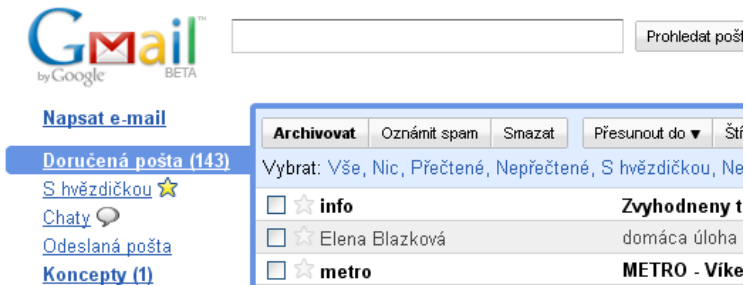 Gmail™
by Google BETA
Prohledat pošt
Napsat e-mail
Archivovat Oznámit spam Smazat Přesunout do ▾
Doručená pošta (143)
Vybrat: Vše, Nic, Přečtené, Nepřečtené, S hvězdičkou, Ne
S hvězdičkou
info Zvyhodneny t
Chaty
Elena Blazková domáca úloha
Odeslaná pošta
Koncepty (1)
metro METRO - Víke